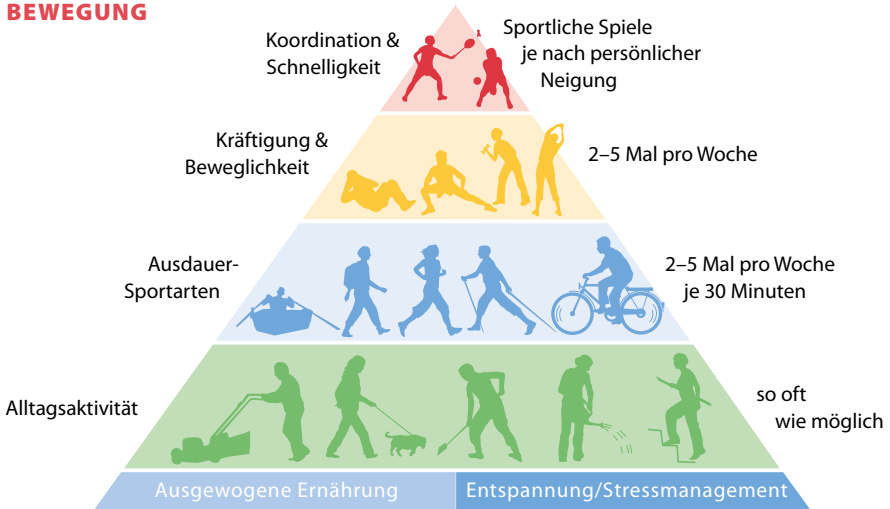 BEWEGUNG
Koordination &
Schnelligkeit
Sportliche Spiele
je nach persönlicher
Neigung
Kräftigung &
Beweglichkeit
2–5 Mal pro Woche
Ausdauer-
Sportarten
2–5 Mal pro Woche
je 30 Minuten
Alltagsaktivität
so oft
wie möglich
Ausgewogene Ernährung
Entspannung/Stressmanagement